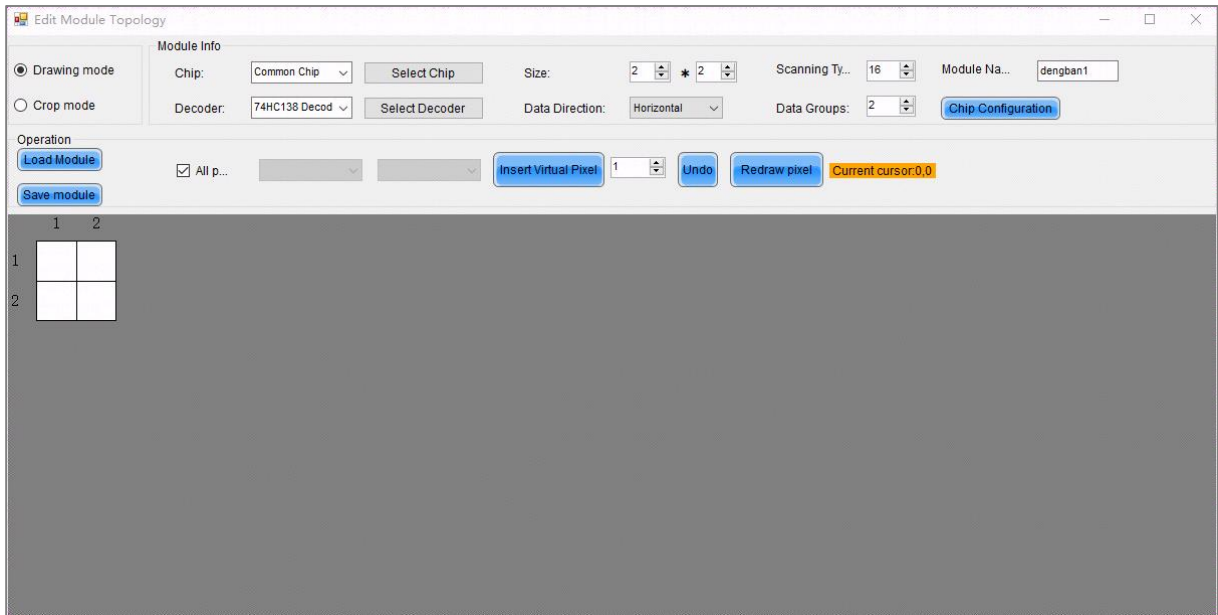 Edit Module Topology
Module Info
Drawing mode
Chip: Common Chip Select Chip Size: 2 * 2 Scanning Ty... 16 Module Na... dengban1
Crop mode
Decoder: 74HC138 Decod Select Decoder Data Direction: Horizontal Data Groups: 2 Chip Configuration
Operation
Load Module
All p... Insert Virtual Pixel 1 Undo Redraw pixel Current cursor:0,0
Save module
1 2
1
2